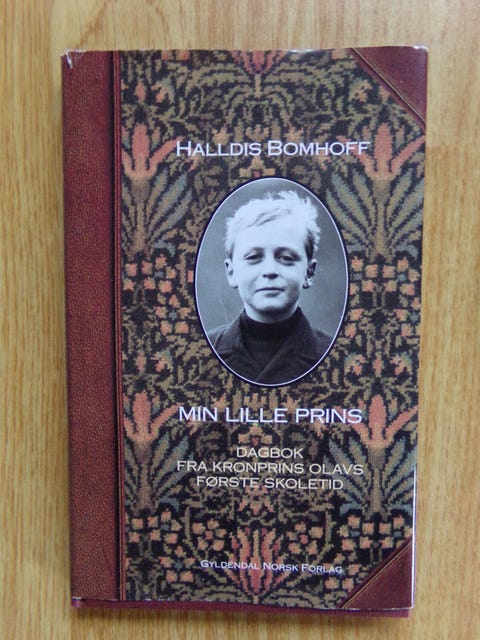 HALLDIS BOMHOFF
MIN LILLE PRINS
DAGBOK
FRA KRONPRINS OLAVS
FØRSTE SKOLETID
GYLDENDAL NORSK FORLAG